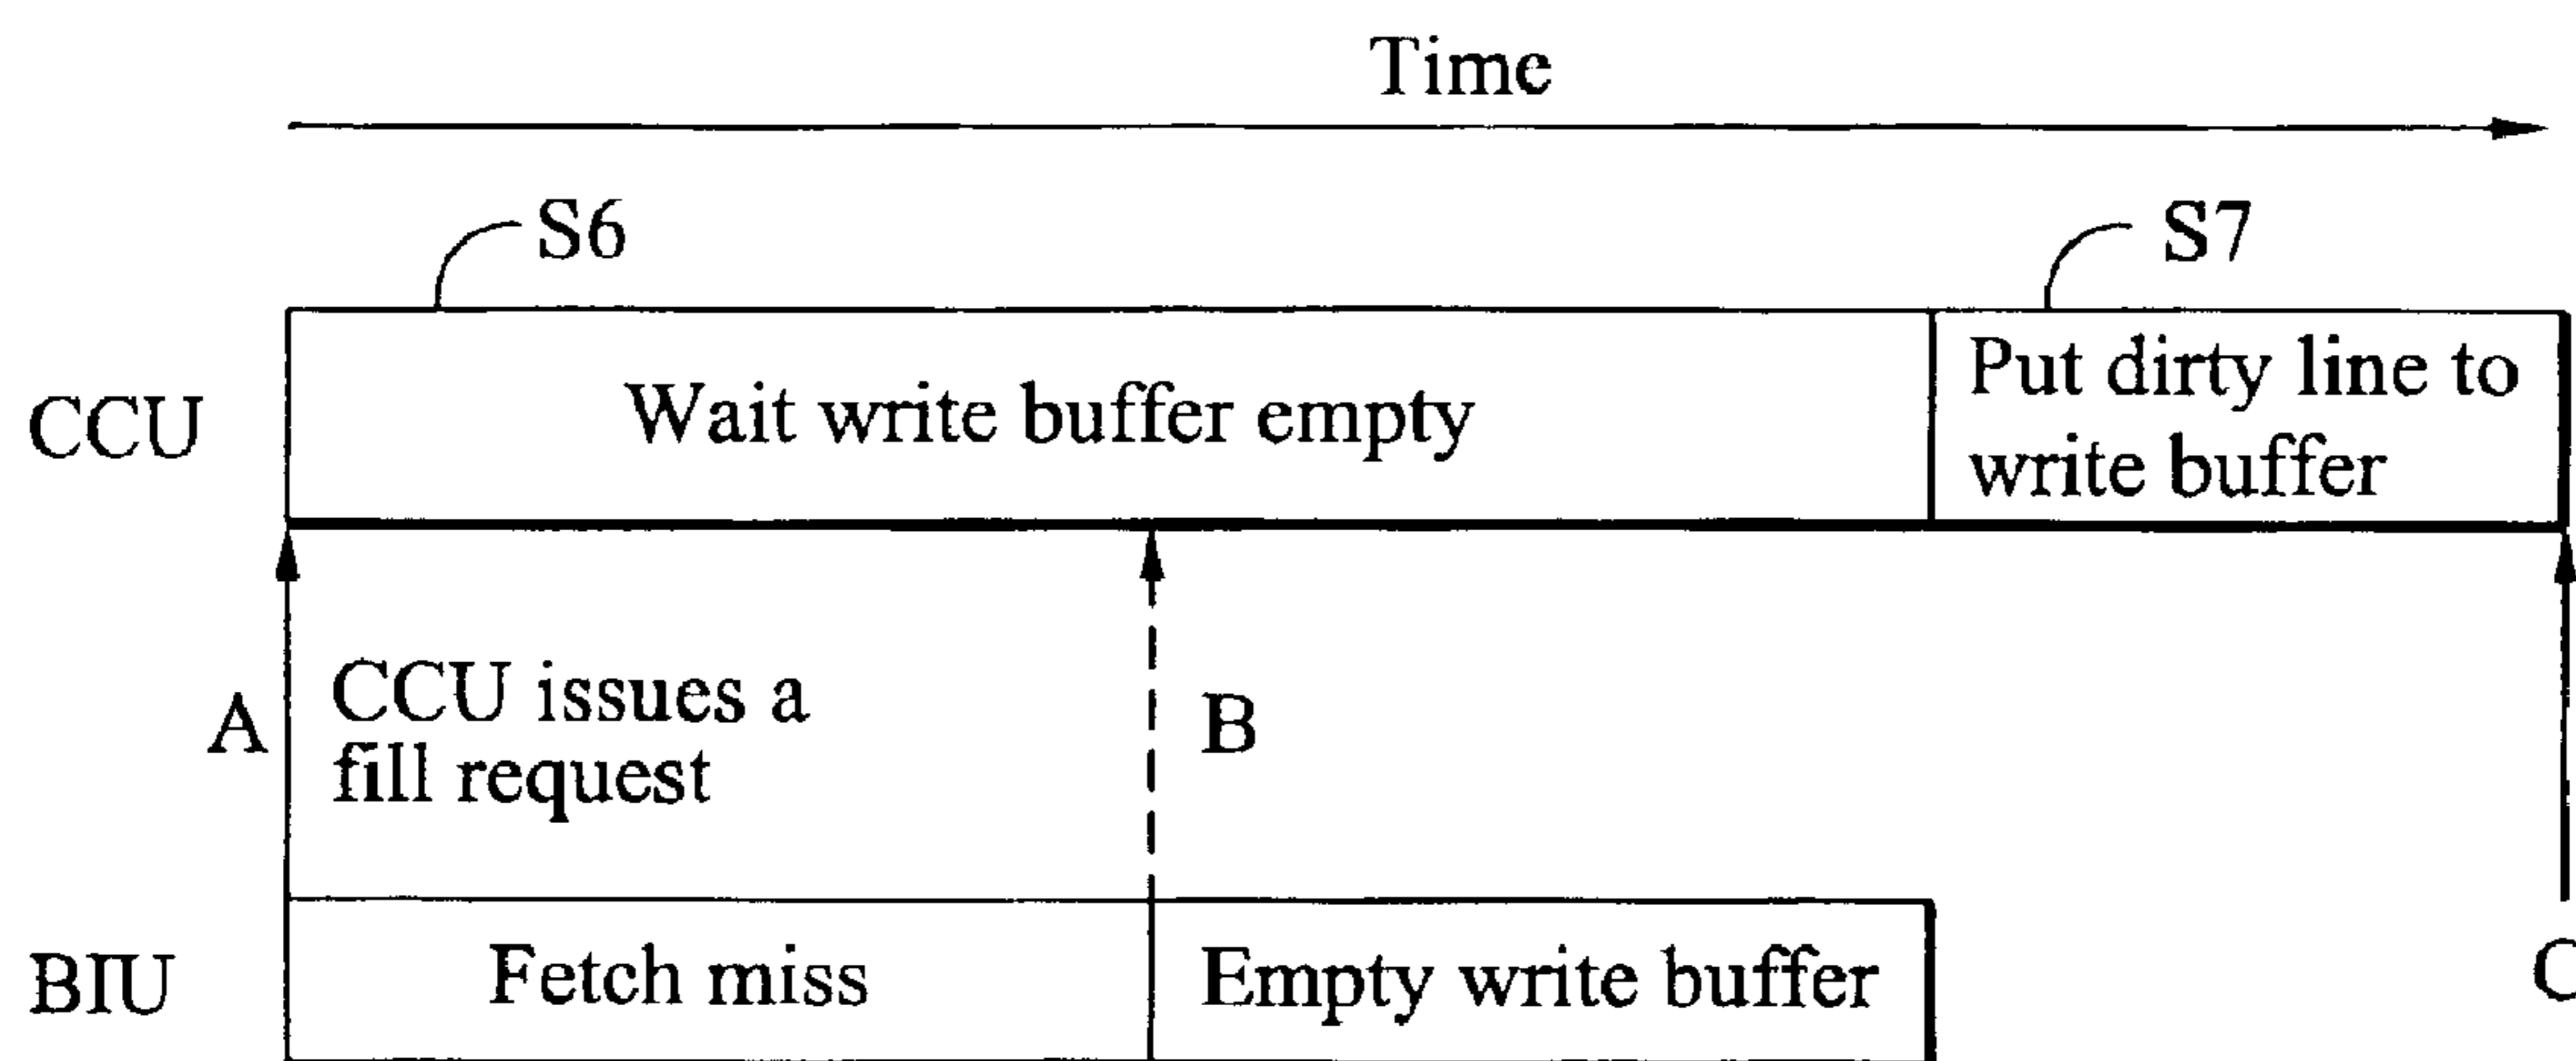 Time
S6
S7
CCU
Wait write buffer empty
Put dirty line to
write buffer
A
CCU issues a
fill request
B
BIU
Fetch miss
Empty write buffer
C